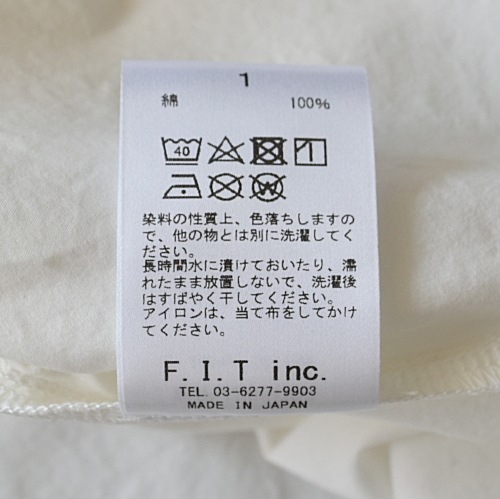 1
綿 100%
40
W
染料の性質上、色落ちしますの
で、他の物とは別に洗濯してく
ださい。
長時間水に漬けておいたり、濡
れたまま放置しないで、洗濯後
はすばやく干してください。
アイロンは、当て布をしてかけ
てください。
F.I.T inc.
TEL.03-6277-9903
MADE IN JAPAN